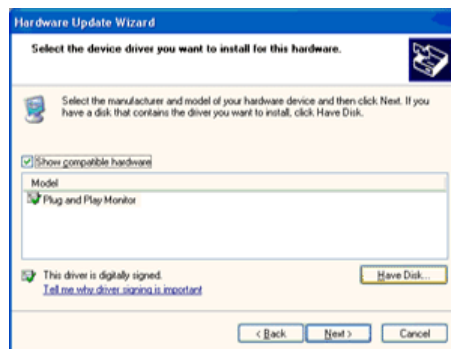 Hardware Update Wizard
Select the device driver you want to install for this hardware.
Select the manufacturer and model of your hardware device and then click Next. If you
have a disk that contains the driver you want to install, click Have Disk.
Show compatible hardware
Model
Plug and Play Monitor
This driver is digitally signed.
Have Disk...
Tell me why driver signing is important
< Back
Next >
Cancel